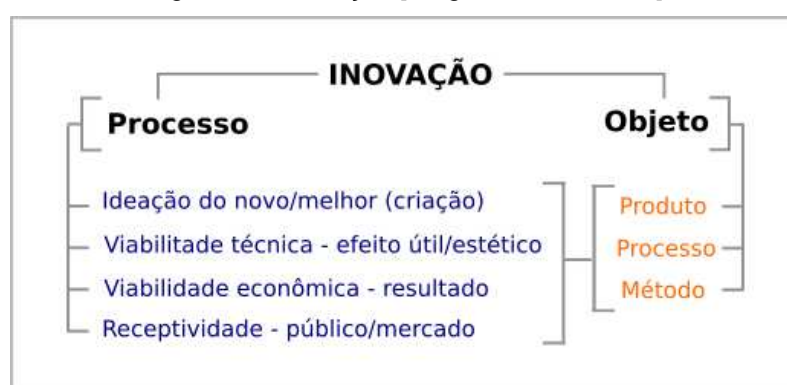 INOVAÇÃO
Processo
Objeto
Ideação do novo/melhor (criação)
Viabilitade técnica - efeito útil/estético
Viabilidade econômica - resultado
Receptividade - público/mercado
Produto
Processo
Método